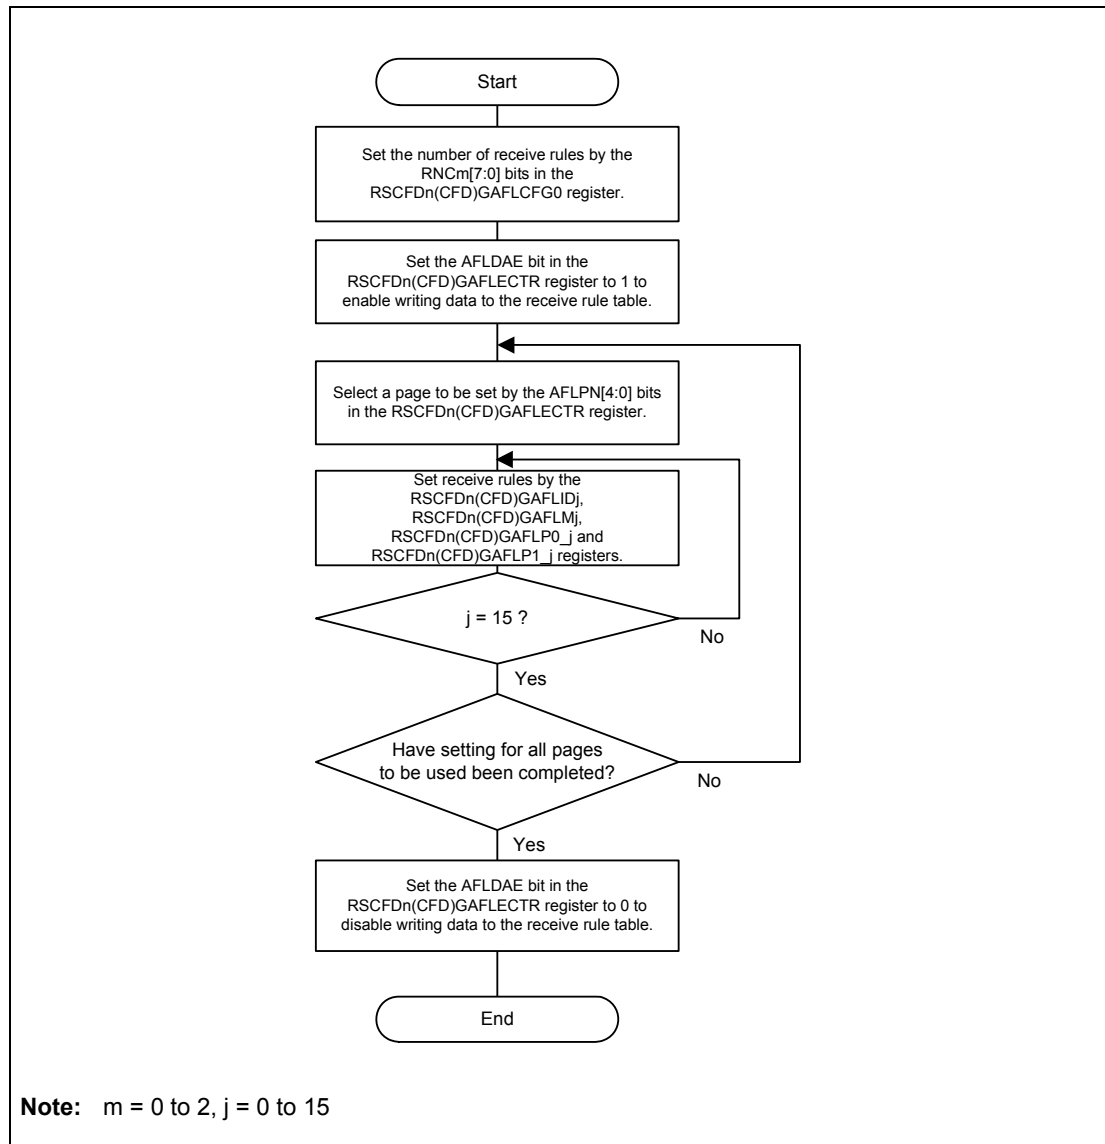 Start
Set the number of receive rules by the
RNCm[7:0] bits in the
RSCFDn(CFD)GAFLCFG0 register.
Set the AFLDAE bit in the
RSCFDn(CFD)GAFLECTR register to 1 to
enable writing data to the receive rule table.
Select a page to be set by the AFLPN[4:0] bits
in the RSCFDn(CFD)GAFLECTR register.
Set receive rules by the
RSCFDn(CFD)GAFLIDj,
RSCFDn(CFD)GAFLMj,
RSCFDn(CFD)GAFLP0_j and
RSCFDn(CFD)GAFLP1_j registers.
j = 15 ?
No
Yes
Have setting for all pages
to be used been completed?
No
Yes
Set the AFLDAE bit in the
RSCFDn(CFD)GAFLECTR register to 0 to
disable writing data to the receive rule table.
End
Note: m = 0 to 2, j = 0 to 15